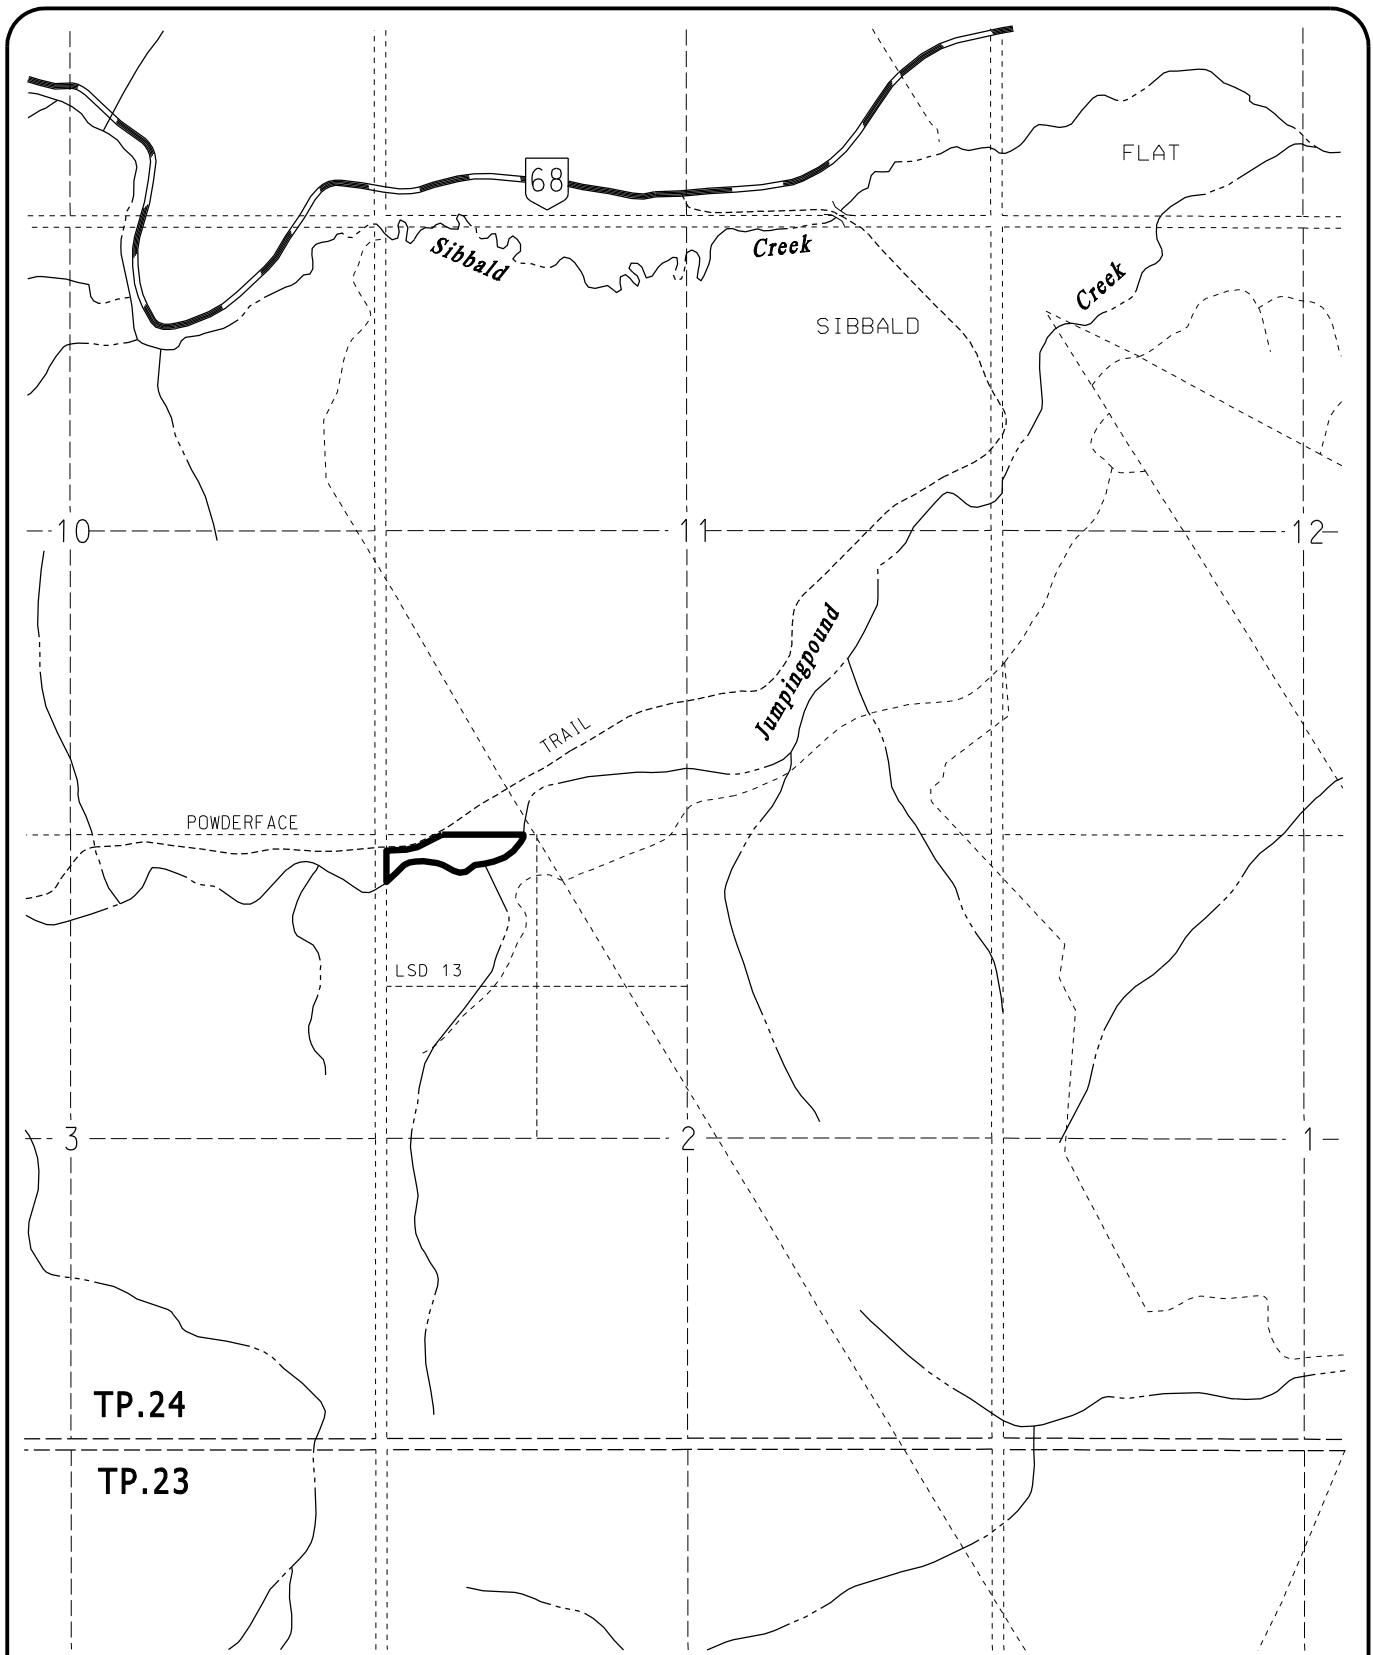 FLAT
68
Sibbald
Creek
Creek
SIBBALD
10
11
12
Jumpingpound
TRAIL
POWDERFACE
LSD 13
3
2
1
TP.24
TP.23